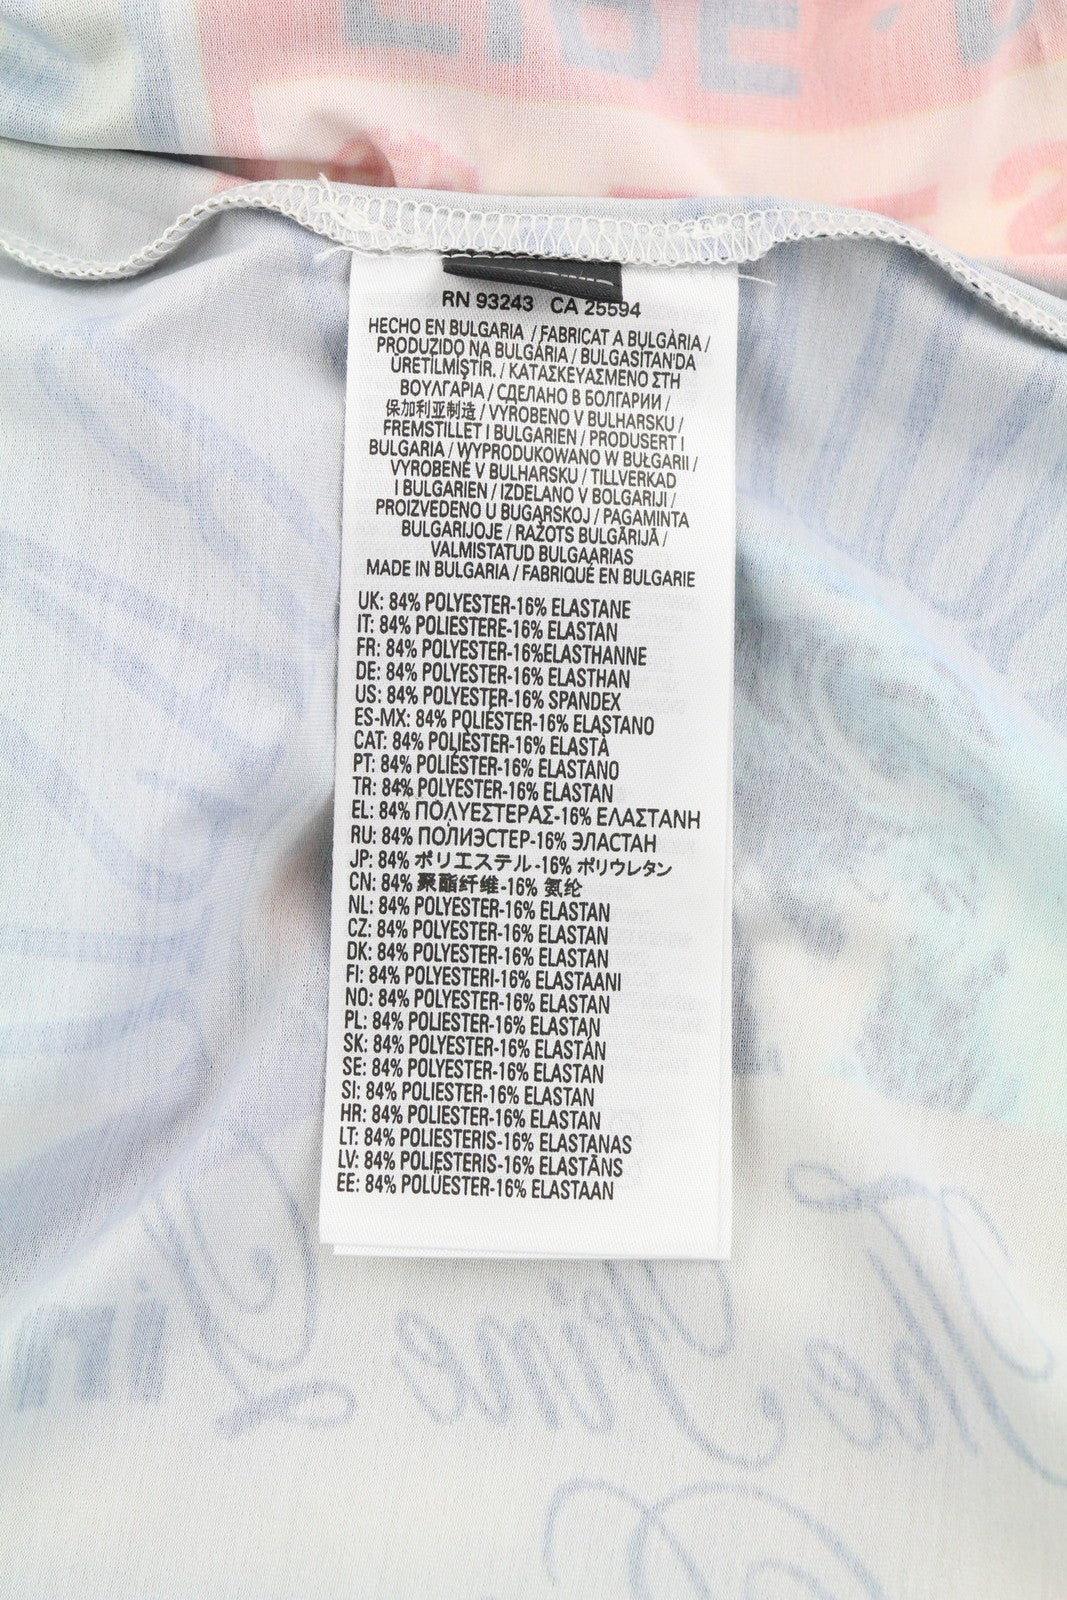 RN 93243 CA 25594
HECHO EN BULGARIA / FABRICAT A BULGÀRIA /
PRODUZIDO NA BULGÁRIA / BULGASİTAN'DA
ÜRETİLMİŞTİR. / ΚΑΤΑΣΚΕΥΑΣΜΕΝΟ ΣΤΗ
ΒΟΥΛΓΑΡΙΑ / СДЕЛАНО В БОЛГАРИИ /
保加利亚制造 / VYROBENO V BULHARSKU /
FREMSTILLET I BULGARIEN / PRODUSERT I
BULGARIA / WYPRODUKOWANO W BUŁGARII /
VYROBENÉ V BULHARSKU / TILLVERKAD
I BULGARIEN / IZDELANO V BOLGARIJI /
PROIZVEDENO U BUGARSKOJ / PAGAMINTA
BULGARIJOJE / RAŽOTS BULGĀRIJĀ /
VALMISTATUD BULGAARIAS
MADE IN BULGARIA / FABRIQUÉ EN BULGARIE
UK: 84% POLYESTER-16% ELASTANE
IT: 84% POLIESTERE-16% ELASTAN
FR: 84% POLYESTER-16%ELASTHANNE
DE: 84% POLYESTER-16% ELASTHAN
US: 84% POLYESTER-16% SPANDEX
ES-MX: 84% POLIÉSTER-16% ELASTANO
CAT: 84% POLIÈSTER-16% ELASTÀ
PT: 84% POLIÉSTER-16% ELASTANO
TR: 84% POLYESTER-16% ELASTAN
EL: 84% ΠΟΛΥΕΣΤΕΡΑΣ-16% ΕΛΑΣΤΑΝΗ
RU: 84% ПОЛИЭСТЕР-16% ЭЛАСТАН
JP: 84% ポリエステル-16% ポリウレタン
CN: 84% 聚酯纤维-16% 氨纶
NL: 84% POLYESTER-16% ELASTAN
CZ: 84% POLYESTER-16% ELASTAN
DK: 84% POLYESTER-16% ELASTAN
FI: 84% POLYESTERI-16% ELASTAANI
NO: 84% POLYESTER-16% ELASTAN
PL: 84% POLIESTER-16% ELASTAN
SK: 84% POLYESTER-16% ELASTÁN
SE: 84% POLYESTER-16% ELASTAN
SI: 84% POLIESTER-16% ELASTAN
HR: 84% POLIESTER-16% ELASTAN
LT: 84% POLIESTERIS-16% ELASTANAS
LV: 84% POLIESTERIS-16% ELASTĀNS
EE: 84% POLÜESTER-16% ELASTAAN
The Fine